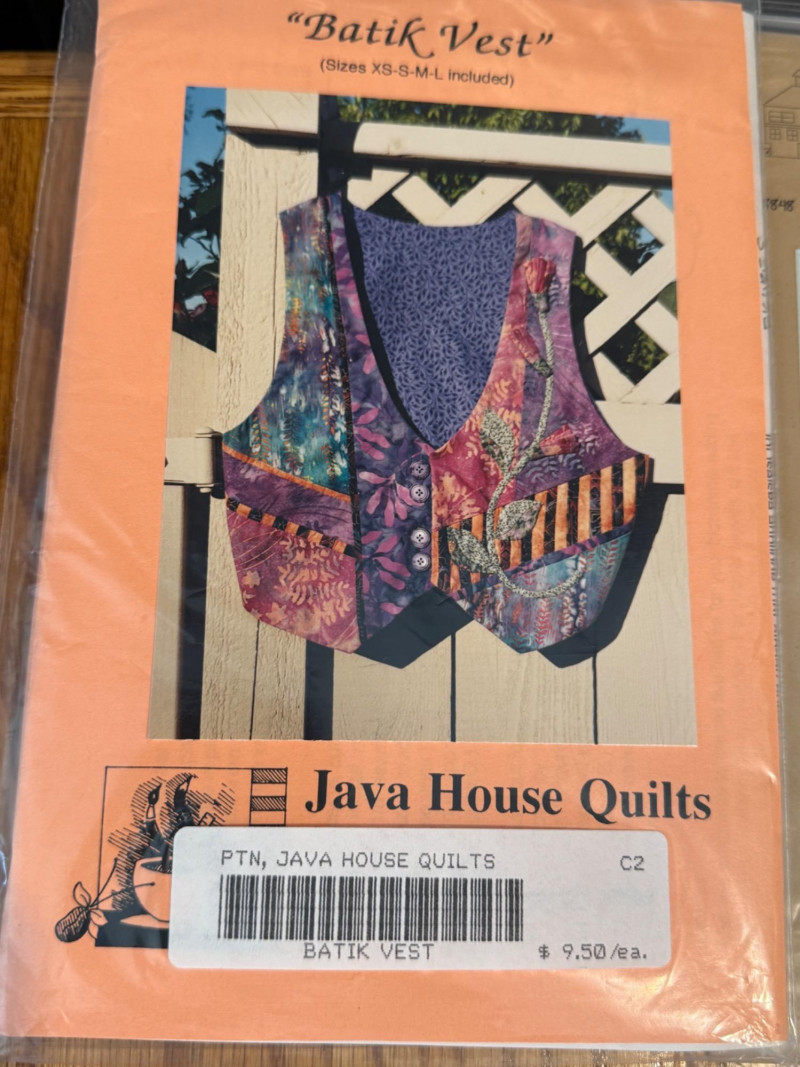 “Batik Vest”
(Sizes XS-S-M-L included)
Java House Quilts
PTN, JAVA HOUSE QUILTS C2
BATIK VEST $ 9.50/ea.